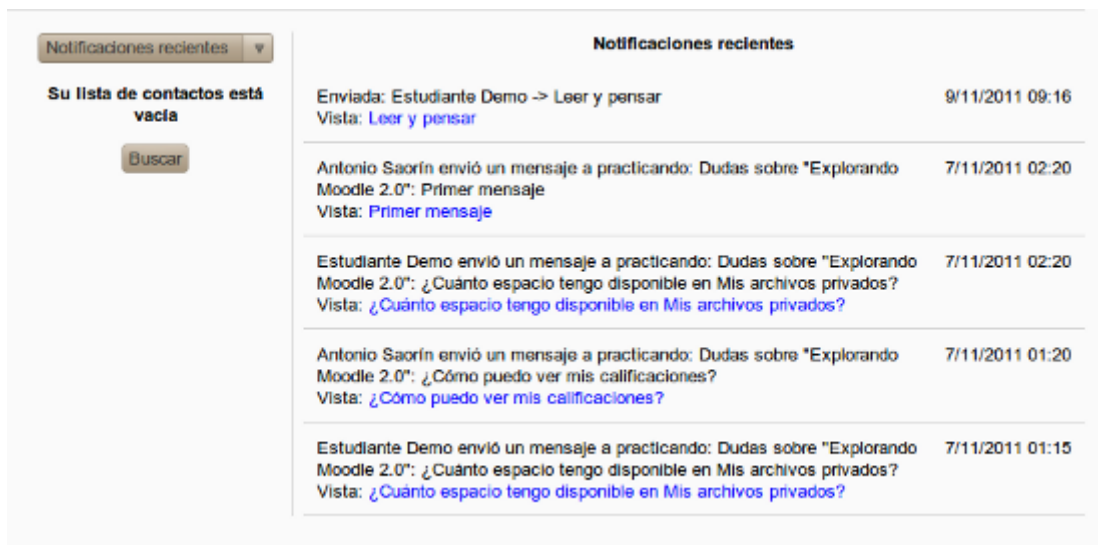 Notificaciones recientes
Su lista de contactos está
vacía
Buscar
Notificaciones recientes
Enviada: Estudiante Demo -> Leer y pensar 9/11/2011 09:16
Vista: Leer y pensar
Antonio Saorín envió un mensaje a practicando: Dudas sobre "Explorando 7/11/2011 02:20
Moodle 2.0": Primer mensaje
Vista: Primer mensaje
Estudiante Demo envió un mensaje a practicando: Dudas sobre "Explorando 7/11/2011 02:20
Moodle 2.0": ¿Cuánto espacio tengo disponible en Mis archivos privados?
Vista: ¿Cuánto espacio tengo disponible en Mis archivos privados?
Antonio Saorín envió un mensaje a practicando: Dudas sobre "Explorando 7/11/2011 01:20
Moodle 2.0": ¿Cómo puedo ver mis calificaciones?
Vista: ¿Cómo puedo ver mis calificaciones?
Estudiante Demo envió un mensaje a practicando: Dudas sobre "Explorando 7/11/2011 01:15
Moodle 2.0": ¿Cuánto espacio tengo disponible en Mis archivos privados?
Vista: ¿Cuánto espacio tengo disponible en Mis archivos privados?